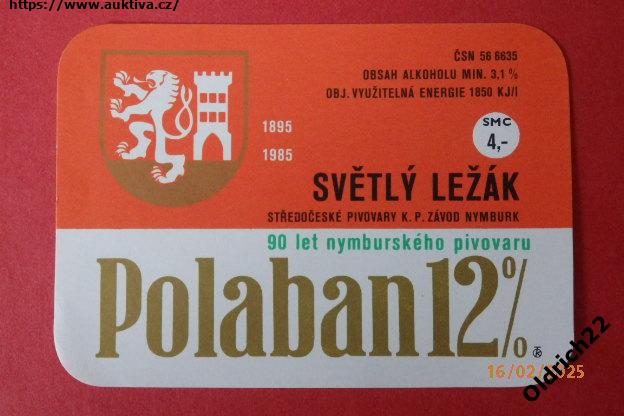 https://www.auktiva.cz/
ČSN 56 6635
OBSAH ALKOHOLU MIN. 3,1 %
OBJ. VYUŽITELNÁ ENERGIE 1850 KJ/l
1895
1985
SMC
4,-
SVĚTLÝ LEŽÁK
STŘEDOČESKÉ PIVOVARY K. P. ZÁVOD NYMBURK
90 let nymburského pivovaru
Polaban 12%
16/02/2025
Oldrich22